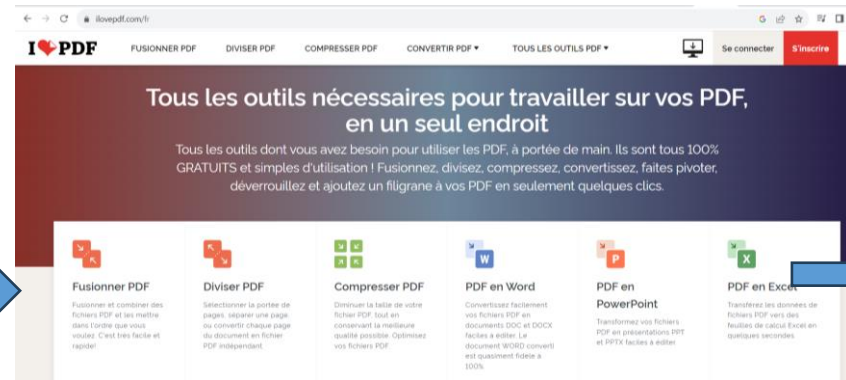 ilovepdf.com/fr
I PDF FUSIONNER PDF DIVISER PDF COMPRESSER PDF CONVERTIR PDF TOUS LES OUTILS PDF Se connecter S'inscrire
Tous les outils nécessaires pour travailler sur vos PDF,
en un seul endroit
Tous les outils dont vous avez besoin pour utiliser les PDF, à portée de main. Ils sont tous 100%
GRATUITS et simples d'utilisation ! Fusionnez, divisez, compressez, convertissez, faites pivoter,
déverrouillez et ajoutez un filigrane à vos PDF en seulement quelques clics.
Fusionner PDF
Fusionner et combiner des
fichiers PDF et les mettre
dans l'ordre que vous
voulez. C'est très facile et
rapide!
Diviser PDF
Sélectionner la portée de
pages, séparer une page,
ou convertir chaque page
du document en fichier
PDF indépendant.
Compresser PDF
Diminuer la taille de votre
fichier PDF, tout en
conservant la meilleure
qualité possible. Optimisez
vos fichiers PDF.
W
PDF en Word
Convertissez facilement
vos fichiers PDF en
documents DOC et DOCX
faciles à éditer. Le
document WORD converti
est quasiment fidèle à
100%.
P
PDF en
PowerPoint
Transformez vos fichiers
PDF en présentations PPT
et PPTX faciles à éditer.
X
PDF en Excel
Transférez les données de
fichiers PDF vers des
feuilles de calcul Excel en
quelques secondes.